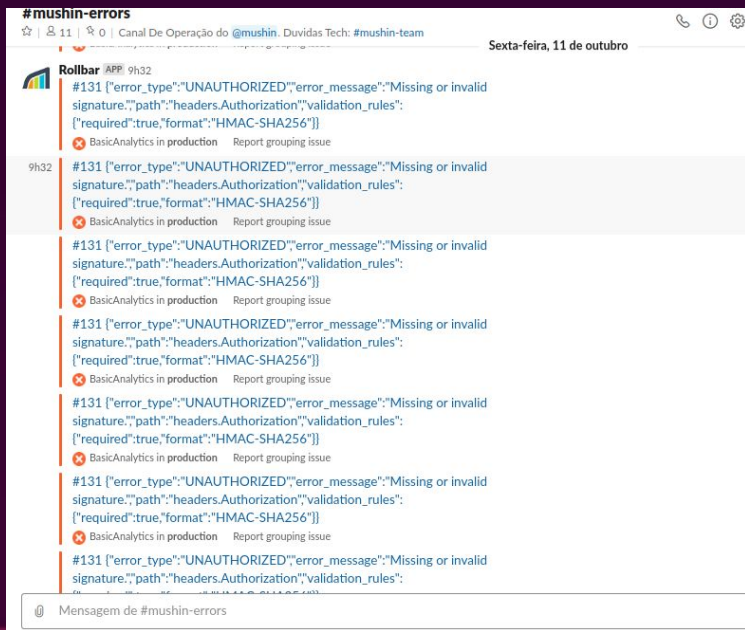 #mushin-errors
11 | 0 | Canal De Operação do @mushin. Duvidas Tech: #mushin-team
Sexta-feira, 11 de outubro
Rollbar APP 9h32
#131 {"error_type":"UNAUTHORIZED","error_message":"Missing or invalid
signature.","path":"headers.Authorization","validation_rules":
{"required":true,"format":"HMAC-SHA256"}}
BasicAnalytics in production Report grouping issue
9h32 #131 {"error_type":"UNAUTHORIZED","error_message":"Missing or invalid
signature.","path":"headers.Authorization","validation_rules":
{"required":true,"format":"HMAC-SHA256"}}
BasicAnalytics in production Report grouping issue
#131 {"error_type":"UNAUTHORIZED","error_message":"Missing or invalid
signature.","path":"headers.Authorization","validation_rules":
{"required":true,"format":"HMAC-SHA256"}}
BasicAnalytics in production Report grouping issue
#131 {"error_type":"UNAUTHORIZED","error_message":"Missing or invalid
signature.","path":"headers.Authorization","validation_rules":
{"required":true,"format":"HMAC-SHA256"}}
BasicAnalytics in production Report grouping issue
#131 {"error_type":"UNAUTHORIZED","error_message":"Missing or invalid
signature.","path":"headers.Authorization","validation_rules":
{"required":true,"format":"HMAC-SHA256"}}
BasicAnalytics in production Report grouping issue
#131 {"error_type":"UNAUTHORIZED","error_message":"Missing or invalid
signature.","path":"headers.Authorization","validation_rules":
{"required":true,"format":"HMAC-SHA256"}}
BasicAnalytics in production Report grouping issue
#131 {"error_type":"UNAUTHORIZED","error_message":"Missing or invalid
signature.","path":"headers.Authorization","validation_rules":
Mensagem de #mushin-errors